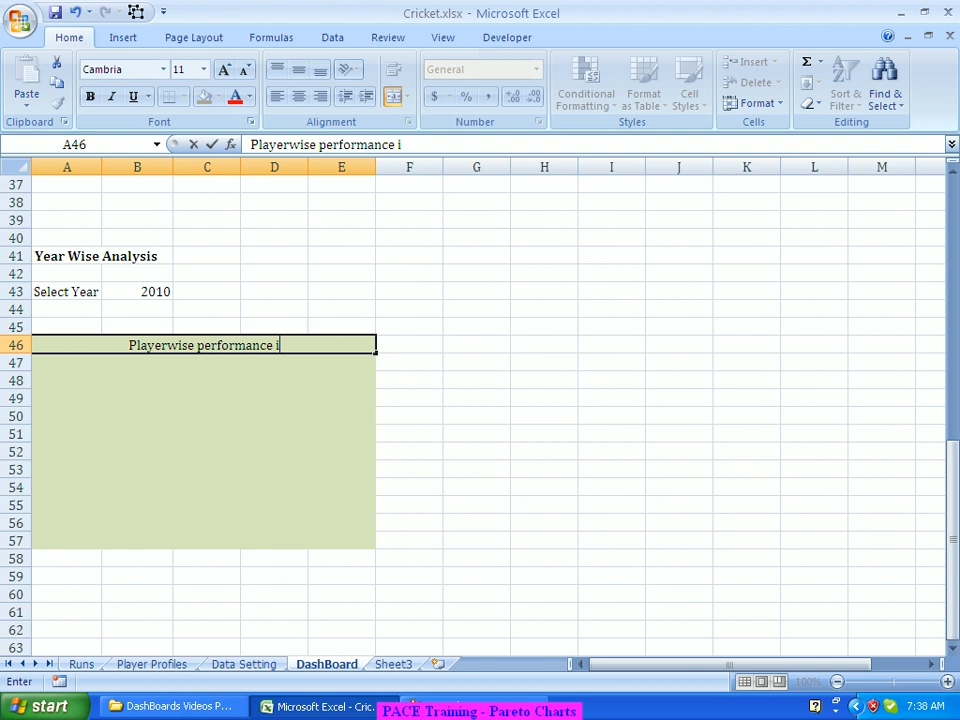 Cricket.xlsx - Microsoft Excel
Home Insert Page Layout Formulas Data Review View Developer
Paste
Clipboard
Cambria 11
B I U
Font
Alignment
General
$ % ,
Number
Conditional Formatting
Format as Table
Cell Styles
Styles
Insert
Delete
Format
Cells
Sort & Filter
Find & Select
Editing
A46 Playerwise performance i
A B C D E F G H I J K L M
37
38
39
40
41 Year Wise Analysis
42
43 Select Year 2010
44
45
46 Playerwise performance i
47
48
49
50
51
52
53
54
55
56
57
58
59
60
61
62
63
Runs Player Profiles Data Setting DashBoard Sheet3
Enter 100%
start DashBoards Videos P... Microsoft Excel - Cric... 7:38 AM
PACE Training - Pareto Charts